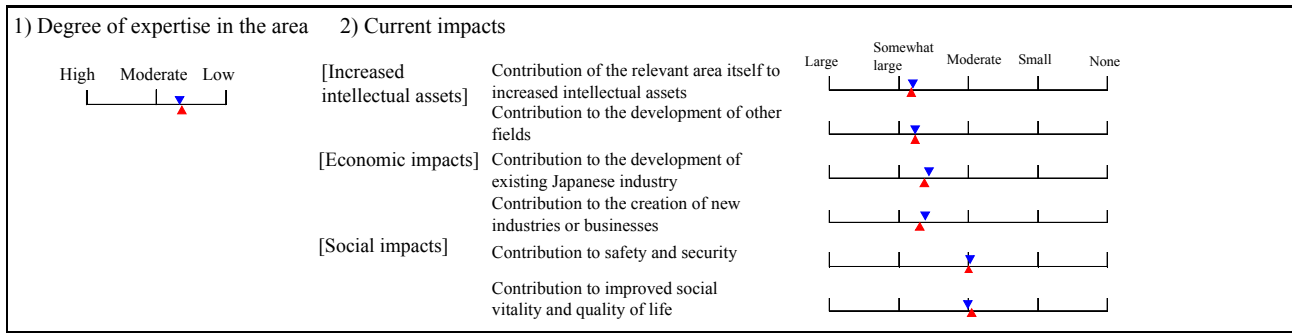 1) Degree of expertise in the area
2) Current impacts
High Moderate Low
[Increased
intellectual assets]
Contribution of the relevant area itself to
increased intellectual assets
Large Somewhat
large Moderate Small None
Contribution to the development of other
fields
[Economic impacts]
Contribution to the development of
existing Japanese industry
Contribution to the creation of new
industries or businesses
[Social impacts]
Contribution to safety and security
Contribution to improved social
vitality and quality of life